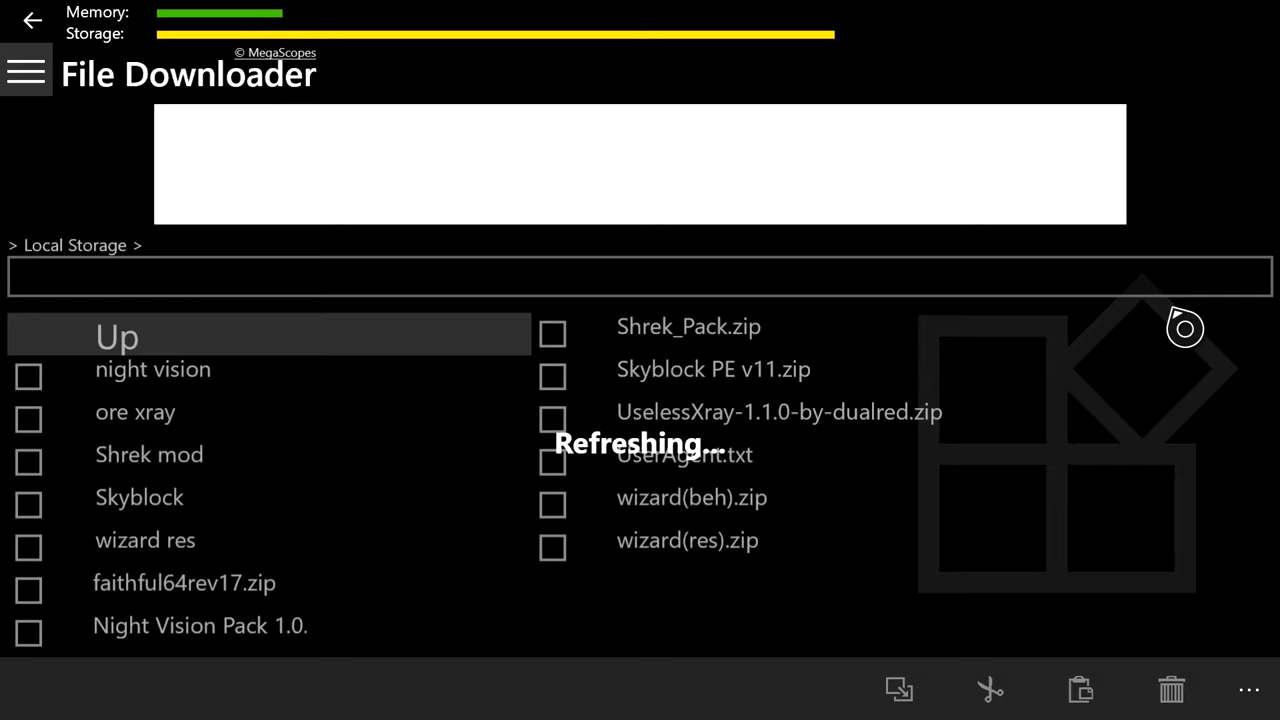 Memory:
Storage:
© MegaScopes
File Downloader
> Local Storage >
Up
night vision
ore xray
Shrek mod
Skyblock
wizard res
faithful64rev17.zip
Night Vision Pack 1.0.
Shrek_Pack.zip
Skyblock PE v11.zip
UselessXray-1.1.0-by-dualred.zip
Refreshing...
UserAgent.txt
wizard(beh).zip
wizard(res).zip